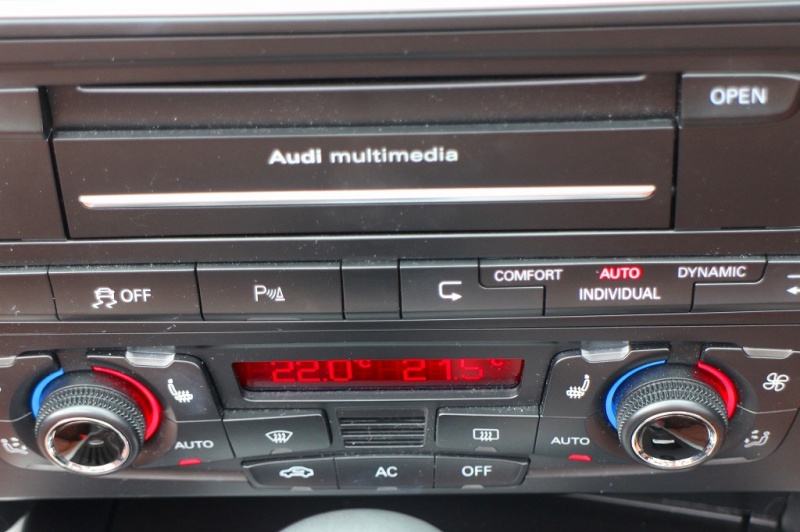 OPEN
Audi multimedia
OFF
P
COMFORT AUTO DYNAMIC
INDIVIDUAL
22.0°C 21.5°C
AUTO
AUTO
AC
OFF